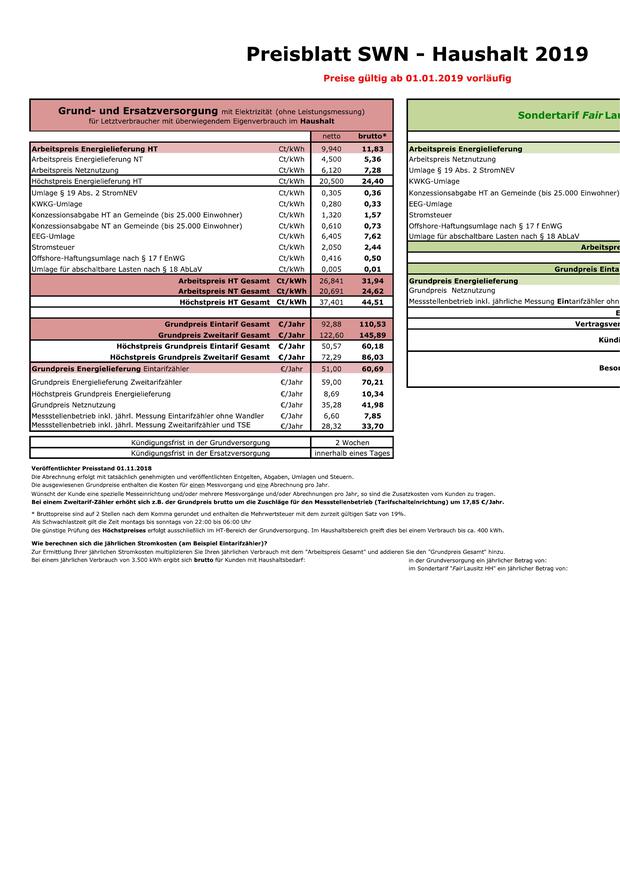 Preisblatt SWN - Haushalt 2019
Preise gültig ab 01.01.2019 vorläufig
Grund- und Ersatzversorgung mit Elektrizität (ohne Leistungsmessung)
für Letztverbraucher mit überwiegendem Eigenverbrauch im Haushalt
netto brutto*
Arbeitspreis Energielieferung HT Ct/kWh 9,940 11,83
Arbeitspreis Energielieferung NT Ct/kWh 4,500 5,36
Arbeitspreis Netznutzung Ct/kWh 6,120 7,28
Höchstpreis Energielieferung HT Ct/kWh 20,500 24,40
Umlage § 19 Abs. 2 StromNEV Ct/kWh 0,305 0,36
KWKG-Umlage Ct/kWh 0,280 0,33
Konzessionsabgabe HT an Gemeinde (bis 25.000 Einwohner) Ct/kWh 1,320 1,57
Konzessionsabgabe NT an Gemeinde (bis 25.000 Einwohner) Ct/kWh 0,610 0,73
EEG-Umlage Ct/kWh 6,405 7,62
Stromsteuer Ct/kWh 2,050 2,44
Offshore-Haftungsumlage nach § 17 f EnWG Ct/kWh 0,416 0,50
Umlage für abschaltbare Lasten nach § 18 AbLaV Ct/kWh 0,005 0,01
Arbeitspreis HT Gesamt Ct/kWh 26,841 31,94
Arbeitspreis NT Gesamt Ct/kWh 20,691 24,62
Höchstpreis HT Gesamt Ct/kWh 37,401 44,51
Grundpreis Eintarif Gesamt €/Jahr 92,88 110,53
Grundpreis Zweitarif Gesamt €/Jahr 122,60 145,89
Höchstpreis Grundpreis Eintarif Gesamt €/Jahr 50,57 60,18
Höchstpreis Grundpreis Zweitarif Gesamt €/Jahr 72,29 86,03
Grundpreis Energielieferung Eintarifzähler €/Jahr 51,00 60,69
Grundpreis Energielieferung Zweitarifzähler €/Jahr 59,00 70,21
Höchstpreis Grundpreis Energielieferung €/Jahr 8,69 10,34
Grundpreis Netznutzung €/Jahr 35,28 41,98
Messstellenbetrieb inkl. jährl. Messung Eintarifzähler ohne Wandler €/Jahr 6,60 7,85
Messstellenbetrieb inkl. jährl. Messung Zweitarifzähler und TSE €/Jahr 28,32 33,70
Kündigungsfrist in der Grundversorgung 2 Wochen
Kündigungsfrist in der Ersatzversorgung innerhalb eines Tages
Sondertarif Fair Lau
Arbeitspreis Energielieferung
Arbeitspreis Netznutzung
Umlage § 19 Abs. 2 StromNEV
KWKG-Umlage
Konzessionsabgabe HT an Gemeinde (bis 25.000 Einwohner)
EEG-Umlage
Stromsteuer
Offshore-Haftungsumlage nach § 17 f EnWG
Umlage für abschaltbare Lasten nach § 18 AbLaV
Arbeitspre
Grundpreis Einta
Grundpreis Energielieferung
Grundpreis Netznutzung
Messstellenbetrieb inkl. jährliche Messung Eintarifzähler ohn
E
Vertragsver
Kündi
Besor
Veröffentlichter Preisstand 01.11.2018
Die Abrechnung erfolgt mit tatsächlich genehmigten und veröffentlichten Entgelten, Abgaben, Umlagen und Steuern.
Die ausgewiesenen Grundpreise enthalten die Kosten für einen Messvorgang und eine Abrechnung pro Jahr.
Wünscht der Kunde eine spezielle Messeinrichtung und/oder mehrere Messvorgänge und/oder Abrechnungen pro Jahr, so sind die Zusatzkosten vom Kunden zu tragen.
Bei einem Zweitarif-Zähler erhöht sich z.B. der Grundpreis brutto um die Zuschläge für den Messstellenbetrieb (Tarifschalteinrichtung) um 17,85 €/Jahr.
* Bruttopreise sind auf 2 Stellen nach dem Komma gerundet und enthalten die Mehrwertsteuer mit dem zurzeit gültigen Satz von 19%.
Als Schwachlastzeit gilt die Zeit montags bis sonntags von 22:00 bis 06:00 Uhr
Die günstige Prüfung des Höchstpreises erfolgt ausschließlich im HT-Bereich der Grundversorgung. Im Haushaltsbereich greift dies bei einem Verbrauch bis ca. 400 kWh.
Wie berechnen sich die jährlichen Stromkosten (am Beispiel Eintarifzähler)?
Zur Ermittlung Ihrer jährlichen Stromkosten multiplizieren Sie Ihren jährlichen Verbrauch mit dem "Arbeitspreis Gesamt" und addieren Sie den "Grundpreis Gesamt" hinzu.
Bei einem jährlichen Verbrauch von 3.500 kWh ergibt sich brutto für Kunden mit Haushaltsbedarf: in der Grundversorgung ein jährlicher Betrag von:
im Sondertarif "Fair Lausitz HH" ein jährlicher Betrag von: